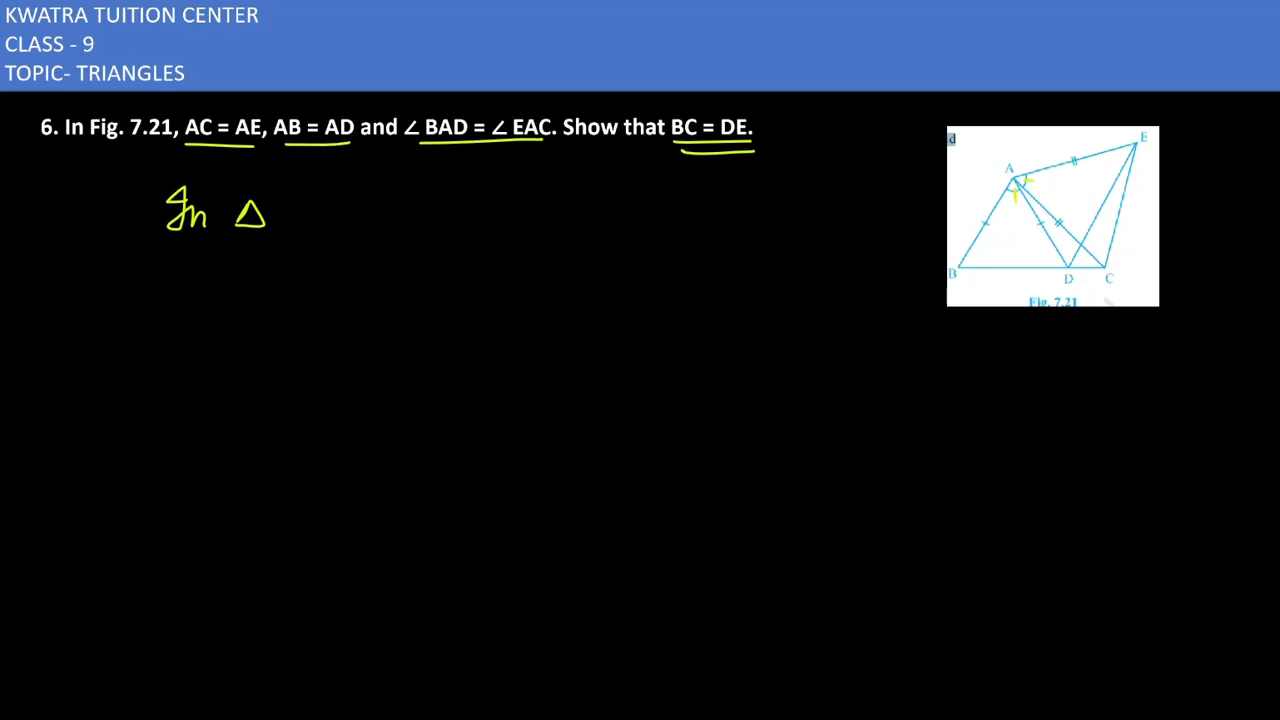 KWATRA TUITION CENTER
CLASS - 9
TOPIC- TRIANGLES
6. In Fig. 7.21, AC = AE, AB = AD and ∠ BAD = ∠ EAC. Show that BC = DE.
d
E
A
In Δ
B
D
C
Fig. 7.21